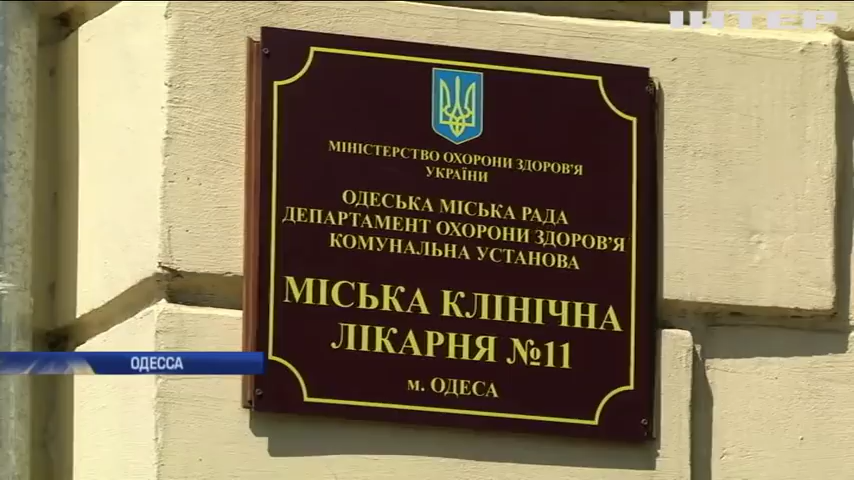 ІНТЕР
МІНІСТЕРСТВО ОХОРОНИ ЗДОРОВ'Я
УКРАЇНИ
ОДЕСЬКА МІСЬКА РАДА
ДЕПАРТАМЕНТ ОХОРОНИ ЗДОРОВ'Я
КОМУНАЛЬНА УСТАНОВА
МІСЬКА КЛІНІЧНА
ЛІКАРНЯ №11
м. ОДЕСА
ОДЕССА